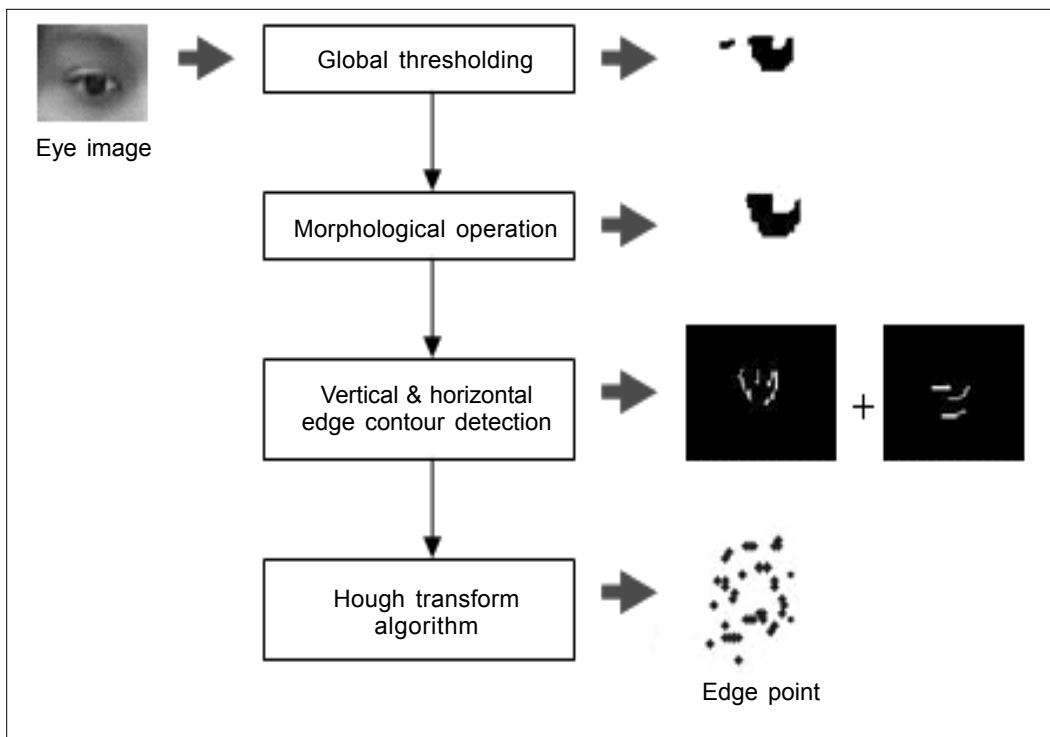 Global thresholding
Eye image
Morphological operation
Vertical & horizontal
edge contour detection
+
Hough transform
algorithm
Edge point